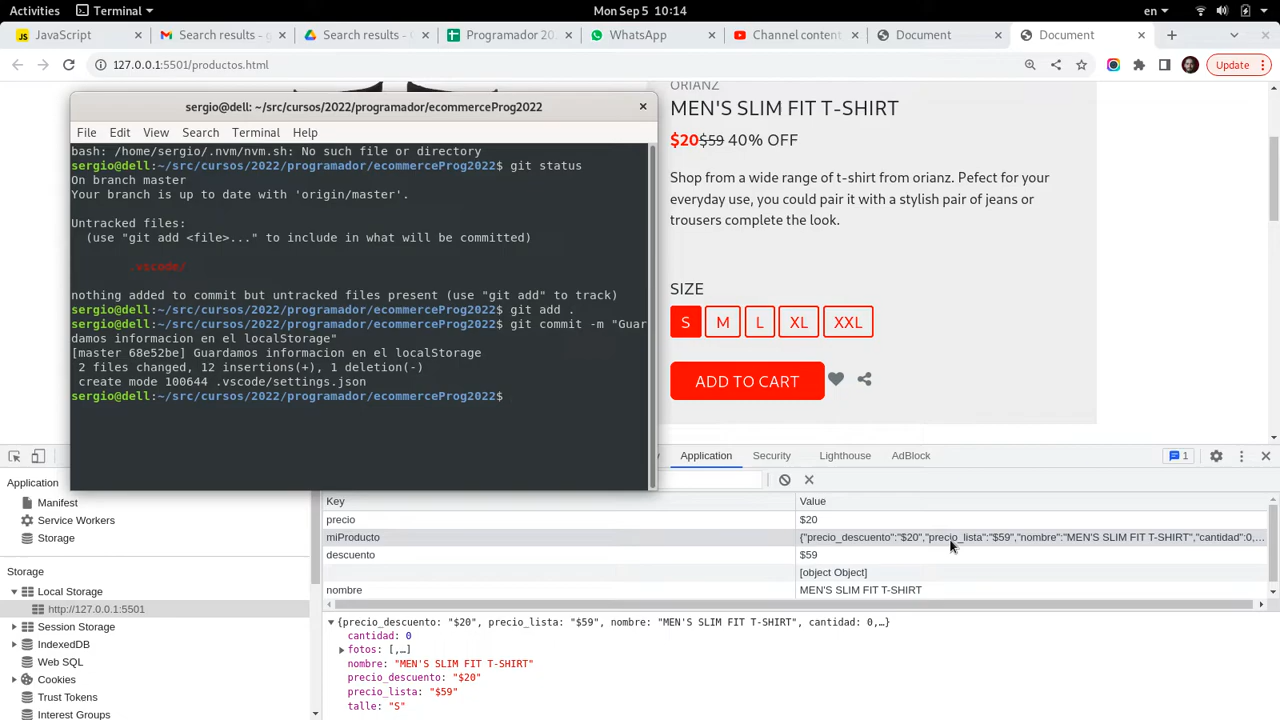 Activities
Terminal
Mon Sep 5 10:14
en
JavaScript
Search results - g
Search results - G
Programador 20
WhatsApp
Channel content
Document
Document
127.0.0.1:5501/productos.html
Update
sergio@dell: ~/src/cursos/2022/programador/ecommerceProg2022
File Edit View Search Terminal Help
bash: /home/sergio/.nvm/nvm.sh: No such file or directory
sergio@dell:~/src/cursos/2022/programador/ecommerceProg2022$ git status
On branch master
Your branch is up to date with 'origin/master'.
Untracked files:
(use "git add <file>..." to include in what will be committed)
.vscode/
nothing added to commit but untracked files present (use "git add" to track)
sergio@dell:~/src/cursos/2022/programador/ecommerceProg2022$ git add .
sergio@dell:~/src/cursos/2022/programador/ecommerceProg2022$ git commit -m "Guar
damos informacion en el localStorage"
[master 68e52be] Guardamos informacion en el localStorage
2 files changed, 12 insertions(+), 1 deletion(-)
create mode 100644 .vscode/settings.json
sergio@dell:~/src/cursos/2022/programador/ecommerceProg2022$
ORIANZ
MEN'S SLIM FIT T-SHIRT
$20$59 40% OFF
Shop from a wide range of t-shirt from orianz. Pefect for your
everyday use, you could pair it with a stylish pair of jeans or
trousers complete the look.
SIZE
S M L XL XXL
ADD TO CART
Application Security Lighthouse AdBlock
1
Application
Manifest
Service Workers
Storage
Storage
Local Storage
http://127.0.0.1:5501
Session Storage
IndexedDB
Web SQL
Cookies
Trust Tokens
Interest Groups
Key Value
precio $20
miProducto {"precio_descuento":"$20","precio_lista":"$59","nombre":"MEN'S SLIM FIT T-SHIRT","cantidad":0,...
descuento $59
[object Object]
nombre MEN'S SLIM FIT T-SHIRT
{precio_descuento: "$20", precio_lista: "$59", nombre: "MEN'S SLIM FIT T-SHIRT", cantidad: 0,…}
cantidad: 0
fotos: [,…]
nombre: "MEN'S SLIM FIT T-SHIRT"
precio_descuento: "$20"
precio_lista: "$59"
talle: "S"